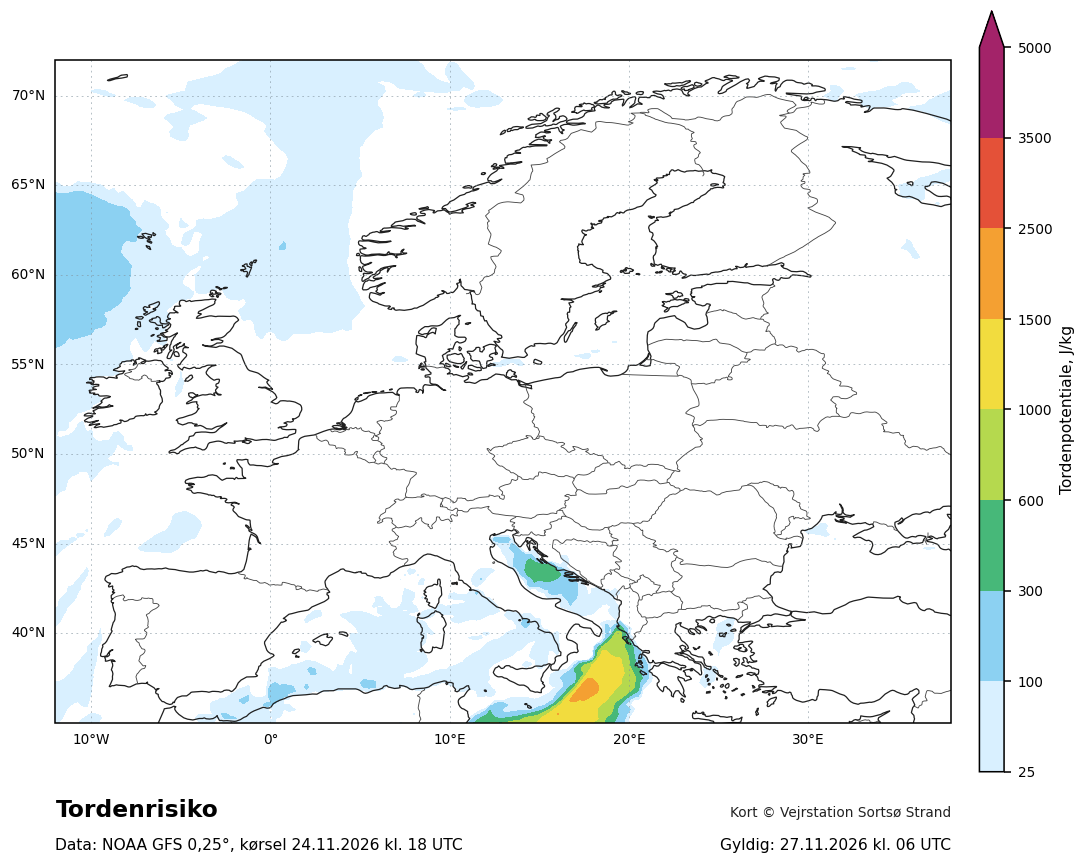 70°N
65°N
60°N
55°N
50°N
45°N
40°N
10°W
0°
10°E
20°E
30°E
5000
3500
2500
1500
1000
600
300
100
25
Tordenpotentiale, J/kg
Tordenrisiko
Kort © Vejrstation Sortsø Strand
Data: NOAA GFS 0,25°, kørsel 24.11.2026 kl. 18 UTC
Gyldig: 27.11.2026 kl. 06 UTC